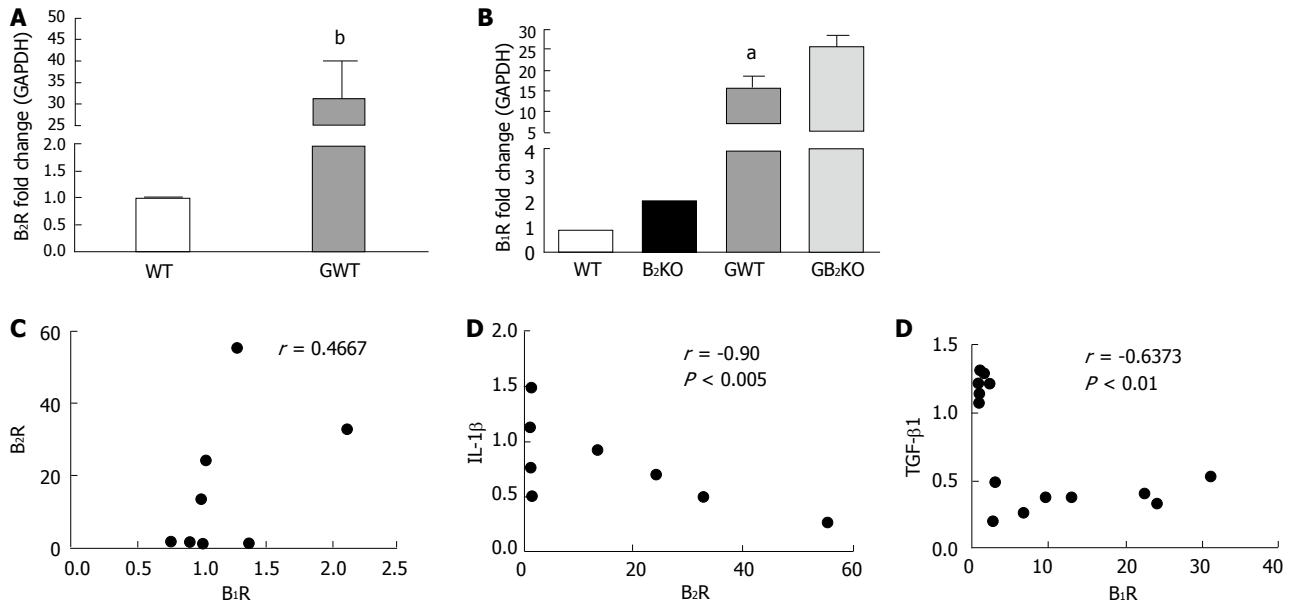 A
B₂R fold change (GAPDH)
50
45
40
35
30
25
2.0
1.5
1.0
0.5
0.0
b
WT
GWT
B
B₁R fold change (GAPDH)
30
25
20
15
10
5
4
3
2
1
0
a
WT
B₂KO
GWT
GB₂KO
C
B₂R
60
40
20
0
r = 0.4667
0.0
0.5
1.0
1.5
2.0
2.5
B₁R
D
IL-1β
2.0
1.5
1.0
0.5
0.0
r = -0.90
P < 0.005
0
20
40
60
B₂R
D
TGF-β1
1.5
1.0
0.5
0.0
r = -0.6373
P < 0.01
0
10
20
30
40
B₁R